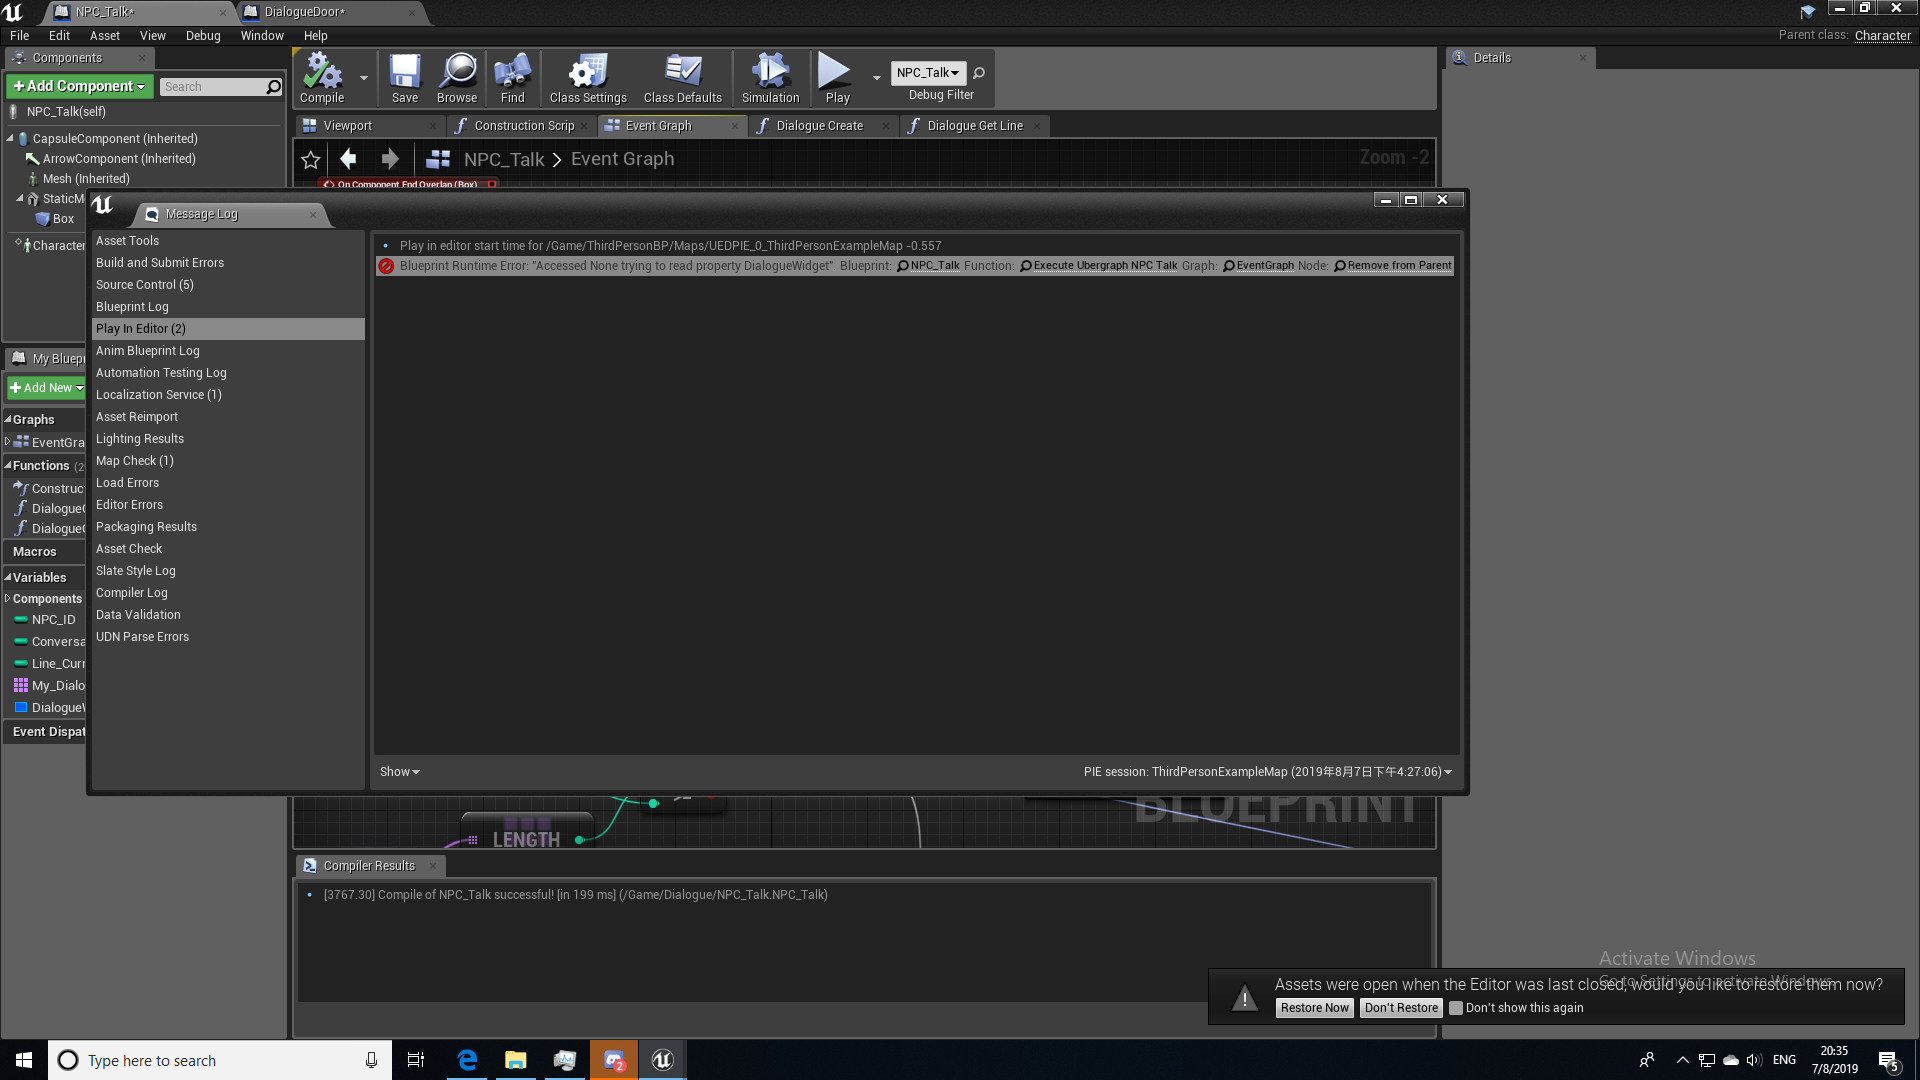 NPC_Talk*
DialogueDoor*
File Edit Asset View Debug Window Help
Parent class: Character
Components
Add Component
Search
NPC_Talk(self)
CapsuleComponent (Inherited)
ArrowComponent (Inherited)
Mesh (Inherited)
StaticM
Box
Character
My Bluep
Add New
Graphs
EventGra
Functions
Construc
Dialogue
Dialogue
Macros
Variables
Components
NPC_ID
Conversa
Line_Curr
My_Dialo
DialogueW
Event Dispat
Compile
Save
Browse
Find
Class Settings
Class Defaults
Simulation
Play
NPC_Talk
Debug Filter
Details
Viewport
Construction Scrip
Event Graph
Dialogue Create
Dialogue Get Line
NPC_Talk > Event Graph
Zoom -2
On Component End Overlap (Box)
Message Log
Asset Tools
Build and Submit Errors
Source Control (5)
Blueprint Log
Play In Editor (2)
Anim Blueprint Log
Automation Testing Log
Localization Service (1)
Asset Reimport
Lighting Results
Map Check (1)
Load Errors
Editor Errors
Packaging Results
Asset Check
Slate Style Log
Compiler Log
Data Validation
UDN Parse Errors
Play in editor start time for /Game/ThirdPersonBP/Maps/UEDPIE_0_ThirdPersonExampleMap -0.557
Blueprint Runtime Error: "Accessed None trying to read property DialogueWidget". Blueprint: NPC_Talk Function: Execute Ubergraph NPC Talk Graph: EventGraph Node: Remove from Parent
Show
PIE session: ThirdPersonExampleMap (2019年8月7日下午4:27:06)
LENGTH
BLUEPRINT
Compiler Results
[3767.30] Compile of NPC_Talk successful! [in 199 ms] (/Game/Dialogue/NPC_Talk.NPC_Talk)
Activate Windows
Go to Settings to activate Windows.
Assets were open when the Editor was last closed, would you like to restore them now?
Restore Now
Don't Restore
Don't show this again
Type here to search
2
ENG
20:35
7/8/2019
5